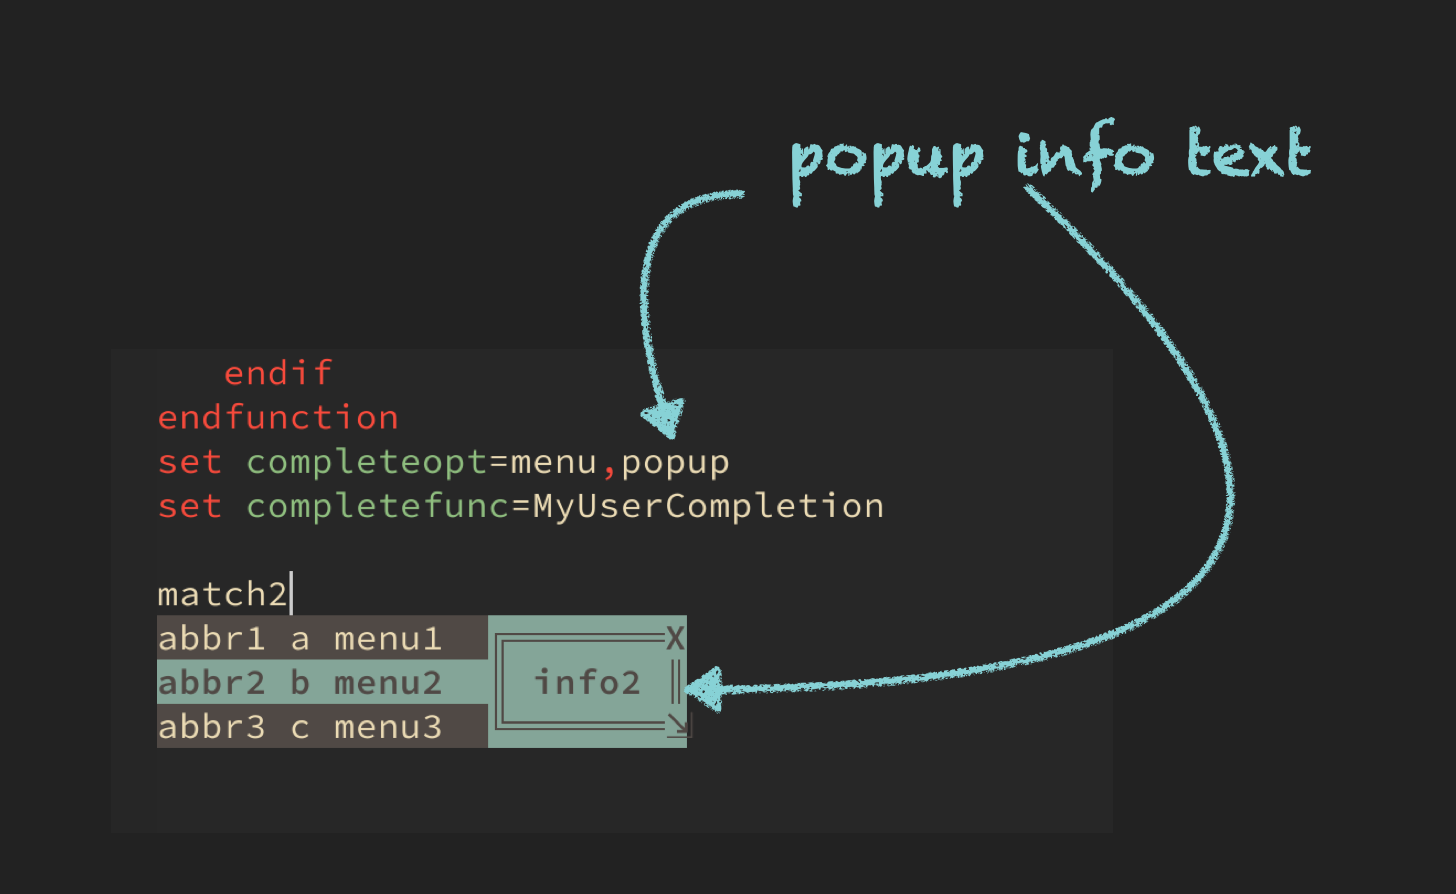 popup info text
endif
endfunction
set completeopt=menu,popup
set completefunc=MyUserCompletion
match2
abbr1 a menu1 X
abbr2 b menu2 info2
abbr3 c menu3